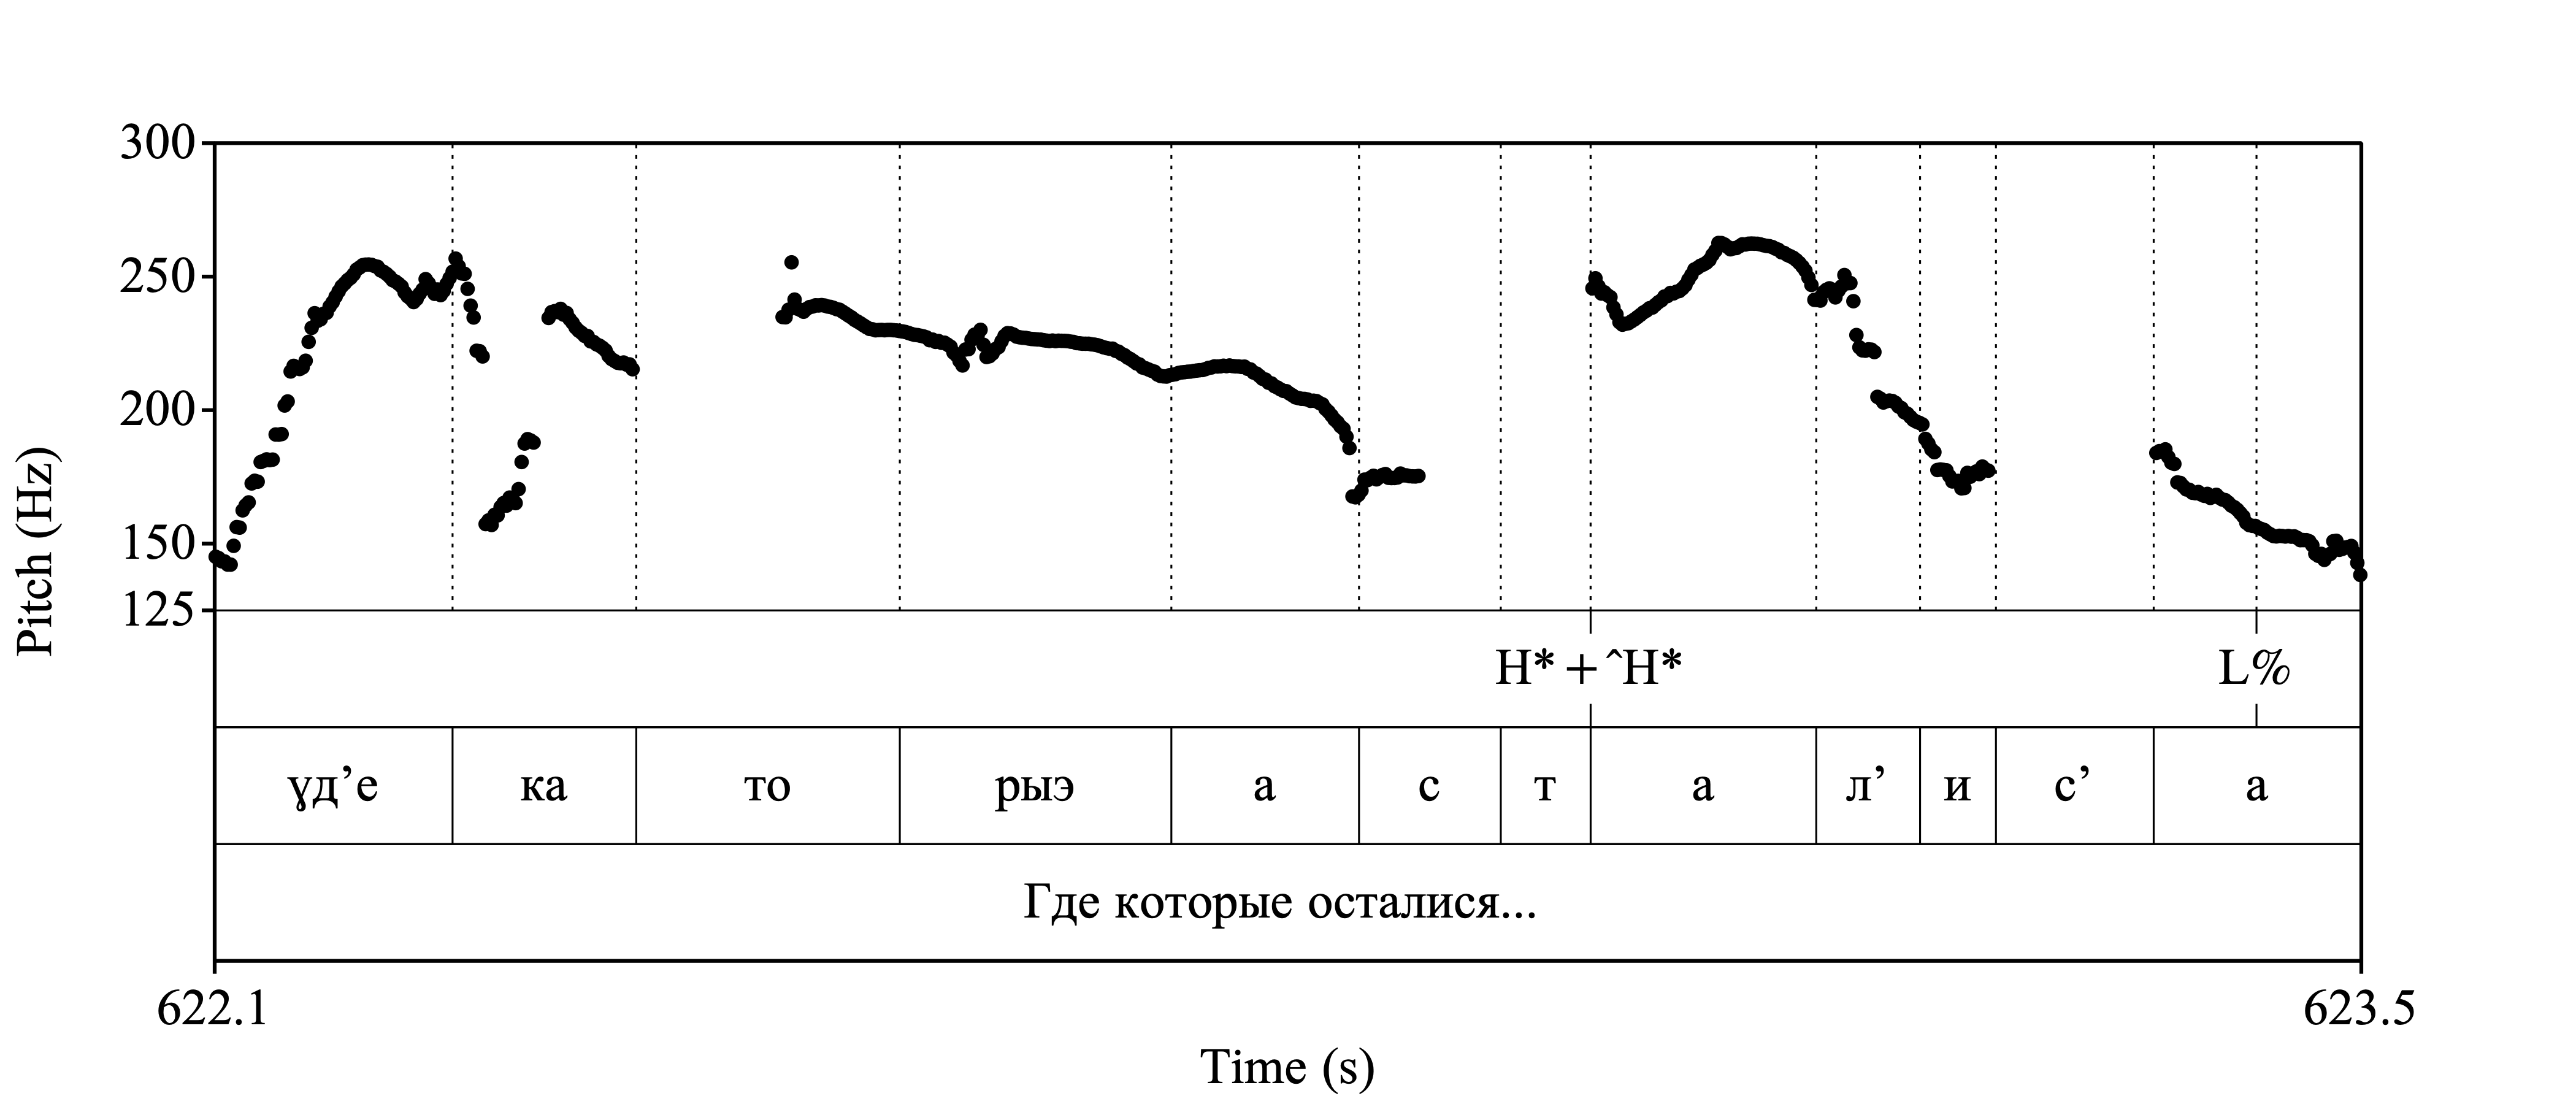 300
250
200
150
125
Pitch (Hz)
H* + ^H* L%
ɣд’е ка то рыэ а с т а л’ и с’ а
Где которые осталися...
622.1 623.5
Time (s)